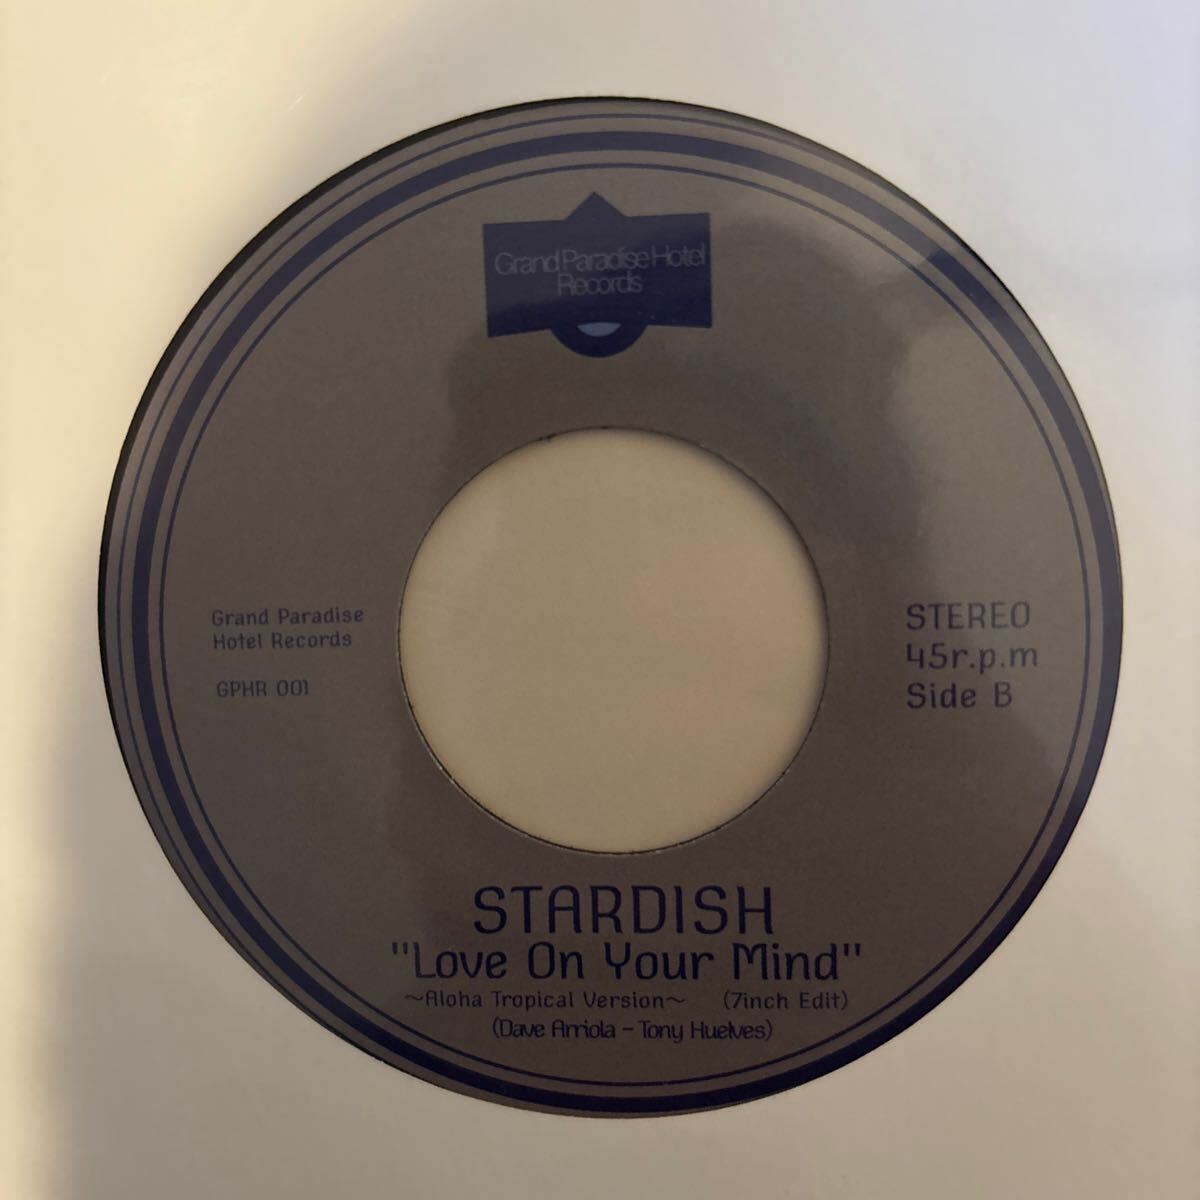 Grand Paradise Hotel
Records
Grand Paradise
Hotel Records
GPHR 001
STEREO
45r.p.m
Side B
STARDISH
"Love On Your Mind"
~Aloha Tropical Version~ (7inch Edit)
(Dave Arriola - Tony Huelves)